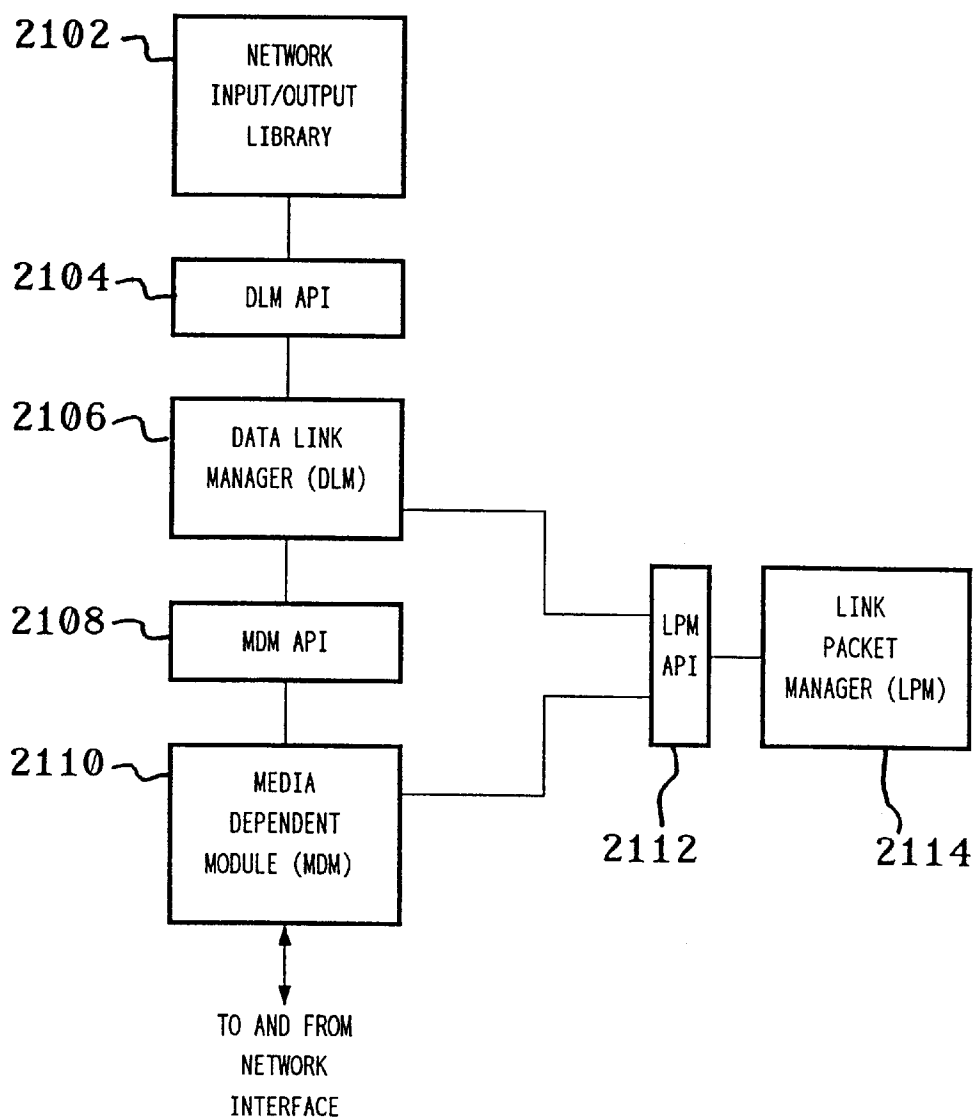 2102
NETWORK
INPUT/OUTPUT
LIBRARY
2104
DLM API
2106
DATA LINK
MANAGER (DLM)
2108
MDM API
LPM
API
LINK
PACKET
MANAGER (LPM)
2110
MEDIA
DEPENDENT
MODULE (MDM)
2112
2114
TO AND FROM
NETWORK
INTERFACE